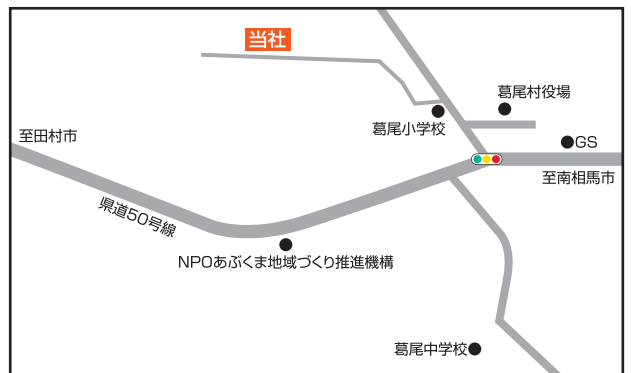 当社
葛尾村役場
葛尾小学校
至田村市
GS
至南相馬市
県道50号線
NPOあぶくま地域づくり推進機構
葛尾中学校